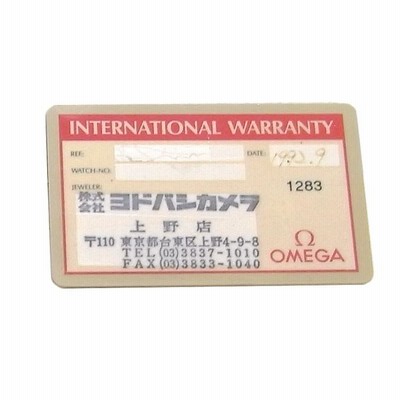 INTERNATIONAL WARRANTY
REF: DATE: 1993.9
WATCH-NO.
JEWELER:
株式会社 ヨドバシカメラ 1283
上野店
〒110 東京都台東区上野4-9-8
TEL(03)3837-1010
FAX(03)3833-1040
Ω
OMEGA